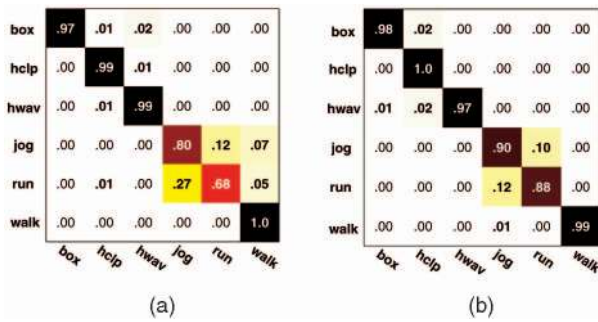 box .97 .01 .02 .00 .00 .00
hclp .00 .99 .01 .00 .00 .00
hwav .00 .01 .99 .00 .00 .00
jog .00 .00 .00 .80 .12 .07
run .00 .01 .00 .27 .68 .05
walk .00 .00 .00 .00 .00 1.0
box hclp hwav jog run walk
(a)
box .98 .02 .00 .00 .00 .00
hclp .00 1.0 .00 .00 .00 .00
hwav .01 .02 .97 .00 .00 .00
jog .00 .00 .00 .90 .10 .00
run .00 .00 .00 .12 .88 .00
walk .00 .00 .00 .01 .00 .99
box hclp hwav jog run walk
(b)